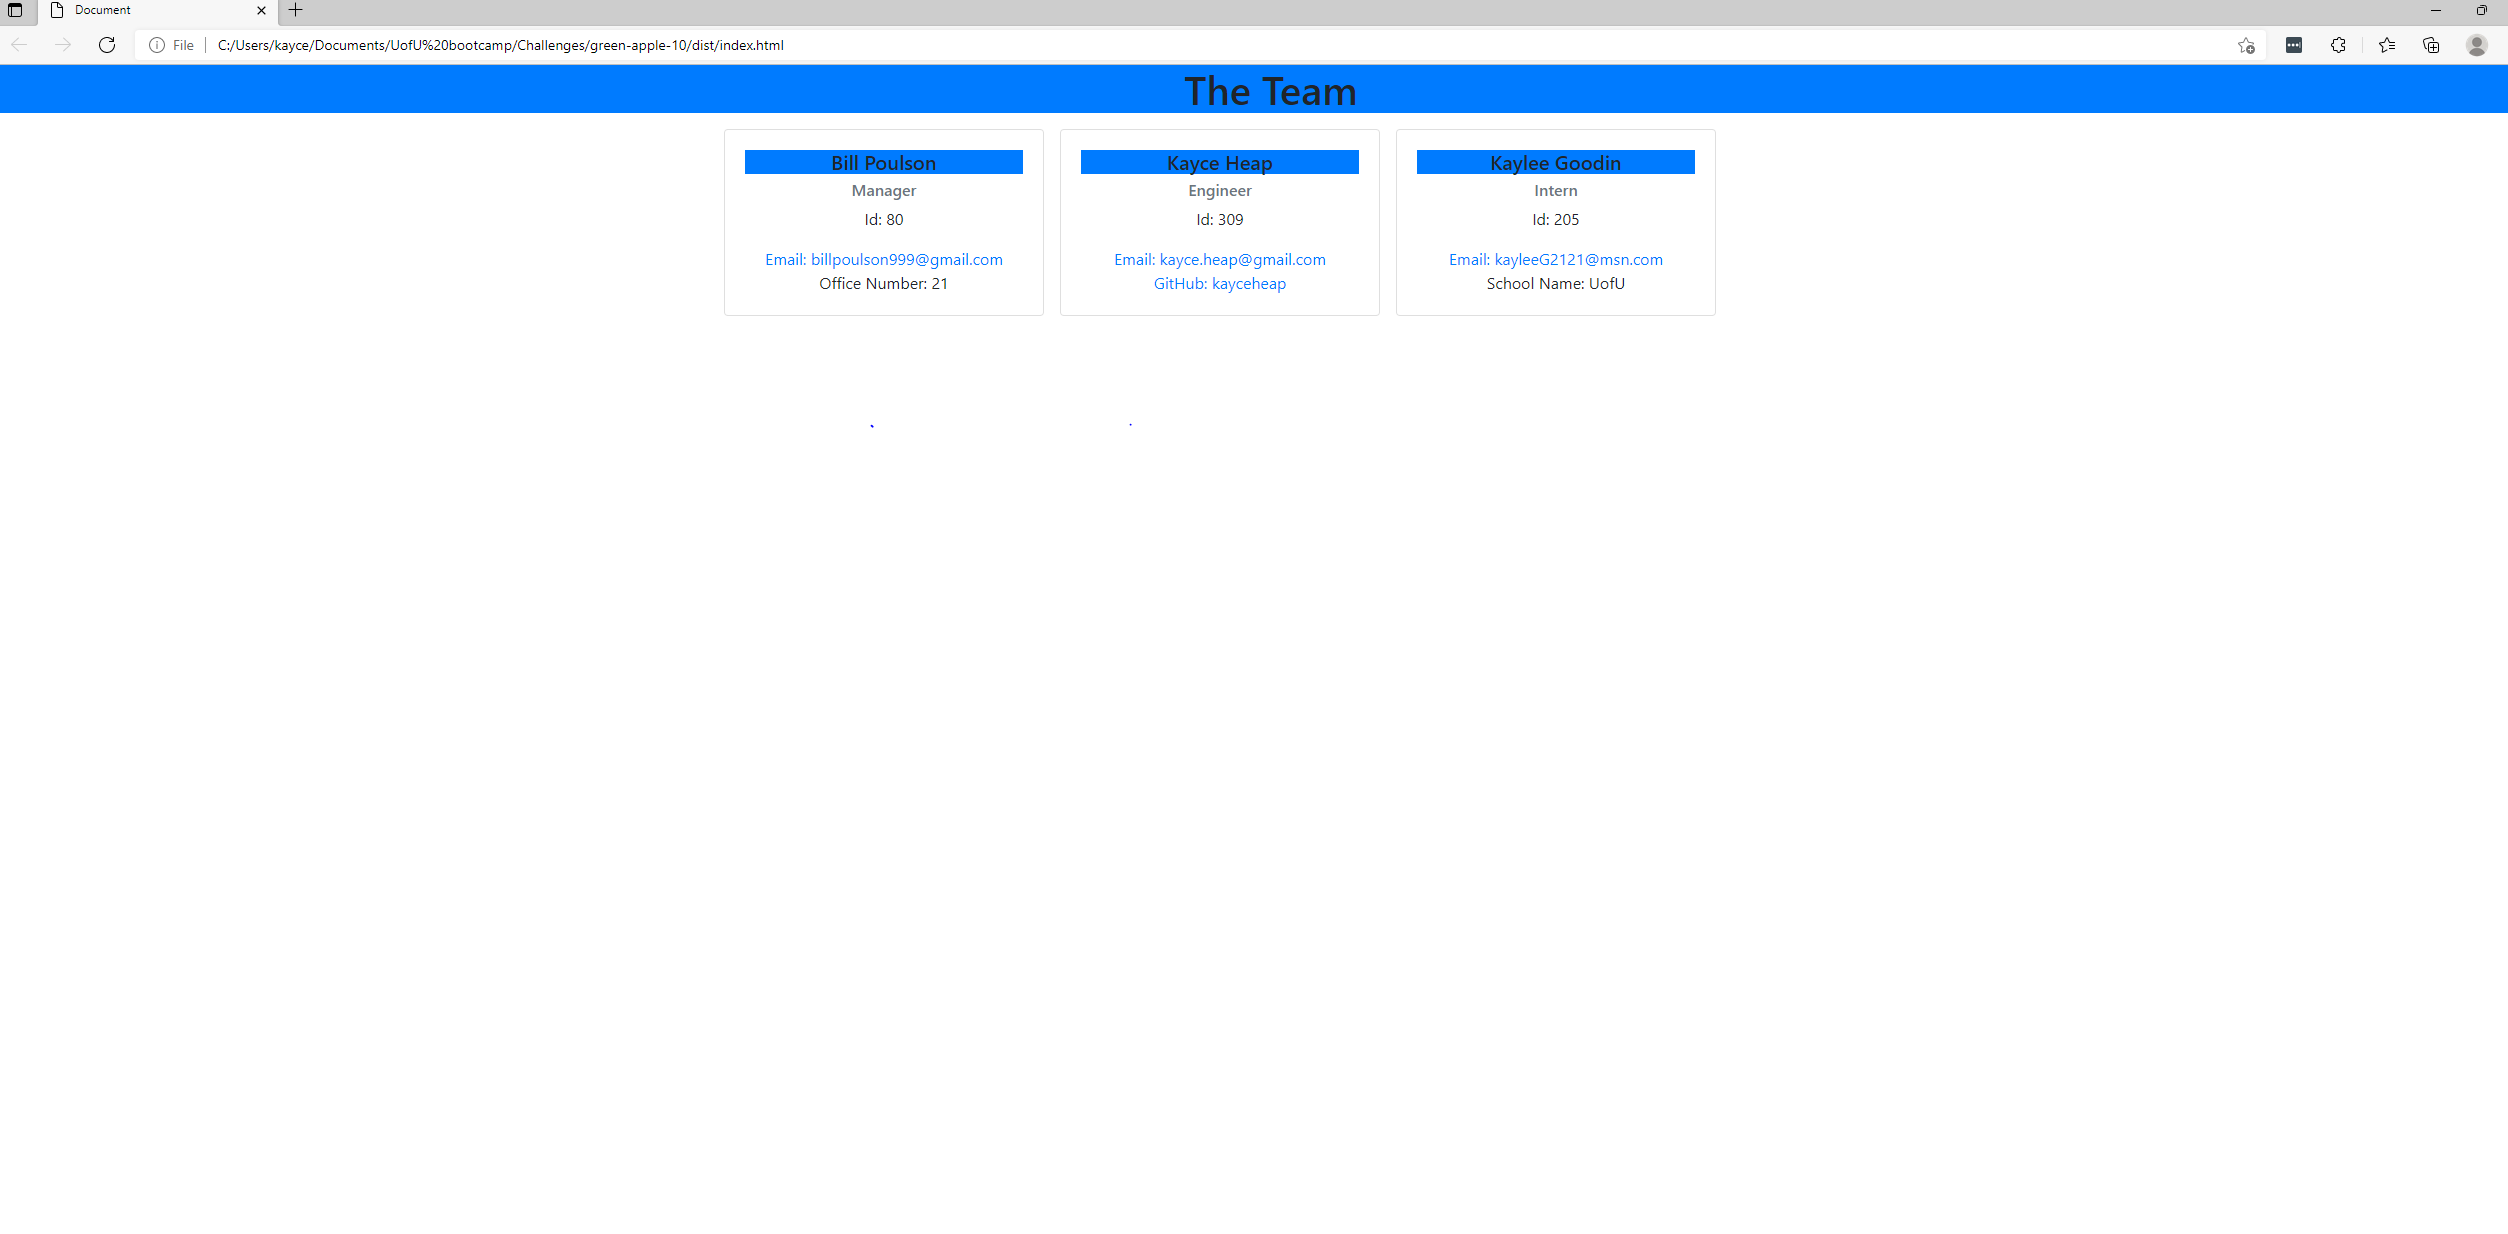 Document
File
C:/Users/kayce/Documents/UofU%20bootcamp/Challenges/green-apple-10/dist/index.html
The Team
Bill Poulson
Manager
Id: 80
Email: billpoulson999@gmail.com
Office Number: 21
Kayce Heap
Engineer
Id: 309
Email: kayce.heap@gmail.com
GitHub: kayceheap
Kaylee Goodin
Intern
Id: 205
Email: kayleeG2121@msn.com
School Name: UofU